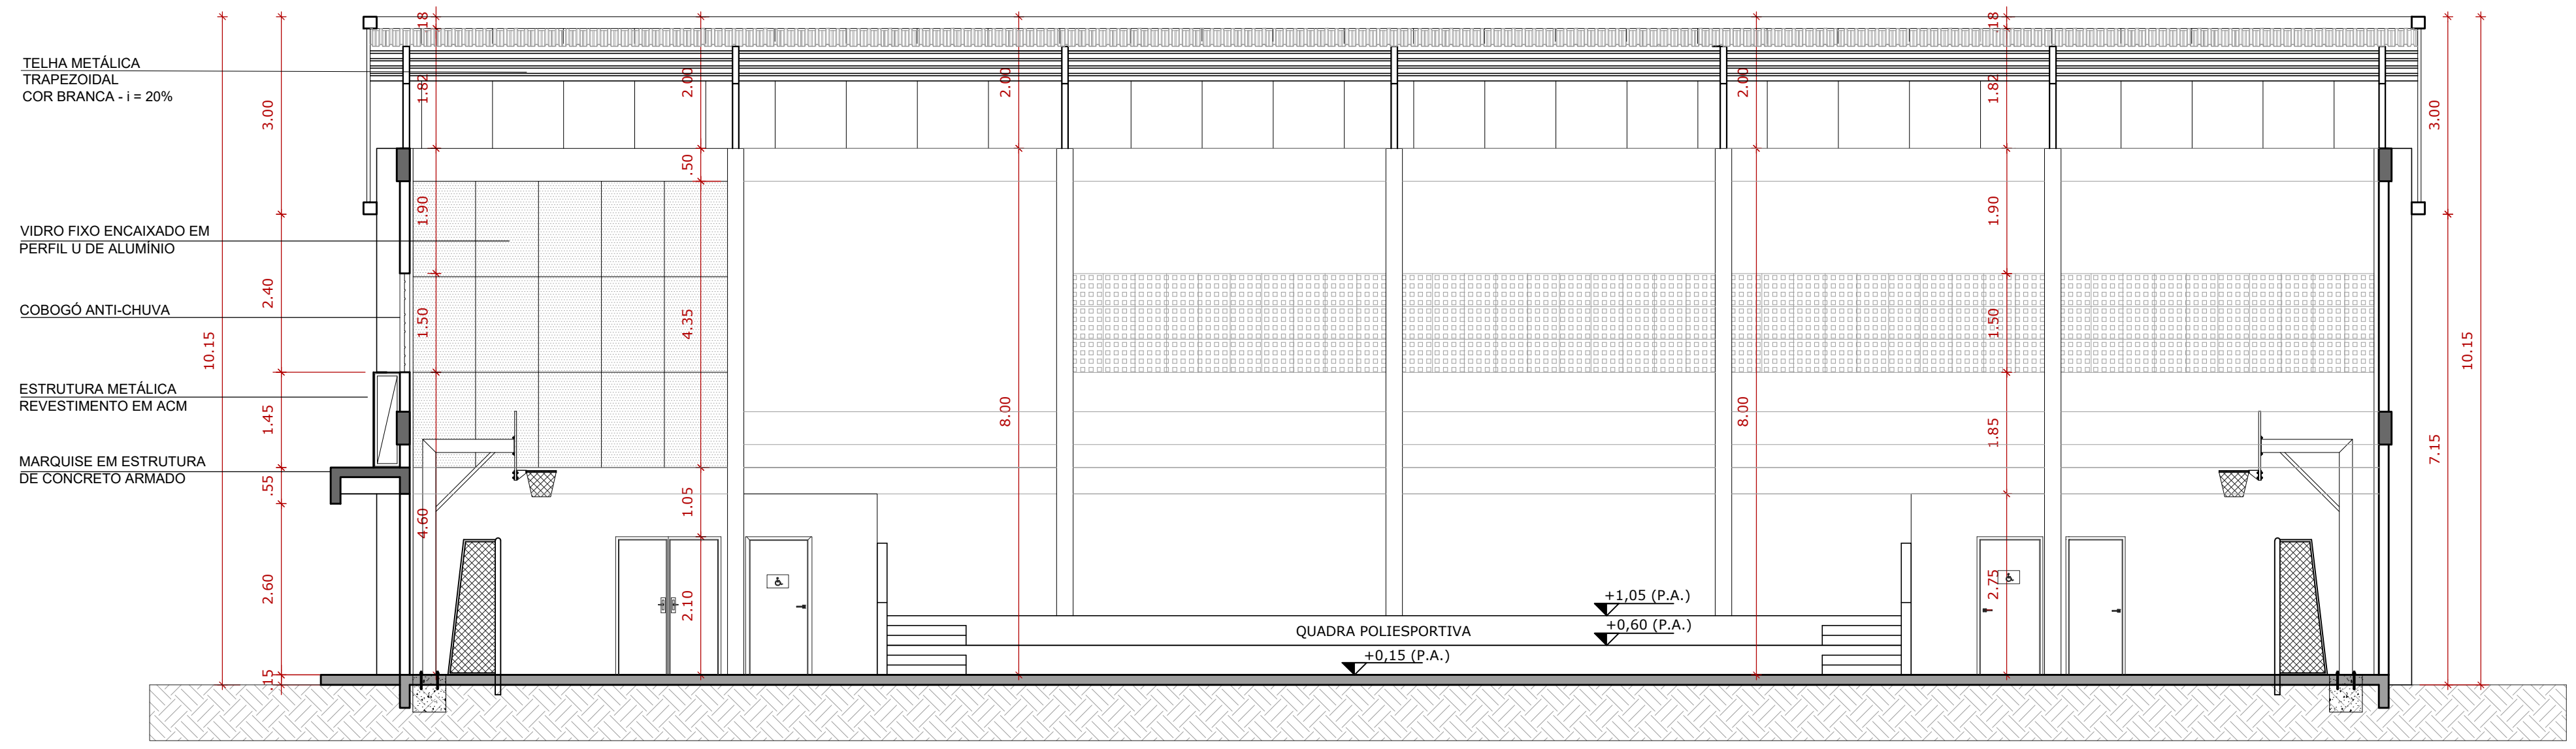 TELHA METÁLICA
TRAPEZOIDAL
COR BRANCA - i = 20%
VIDRO FIXO ENCAIXADO EM
PERFIL U DE ALUMÍNIO
COBOGÓ ANTI-CHUVA
ESTRUTURA METÁLICA
REVESTIMENTO EM ACM
MARQUISE EM ESTRUTURA
DE CONCRETO ARMADO
10.15
3.00
2.40
1.45
.55
2.60
.15
.18
1.82
1.90
1.50
4.60
2.00
.50
4.35
1.05
2.10
2.00
8.00
2.00
8.00
.18
1.82
1.90
1.50
1.85
2.75
3.00
7.15
10.15
+1,05 (P.A.)
+0,60 (P.A.)
QUADRA POLIESPORTIVA
+0,15 (P.A.)